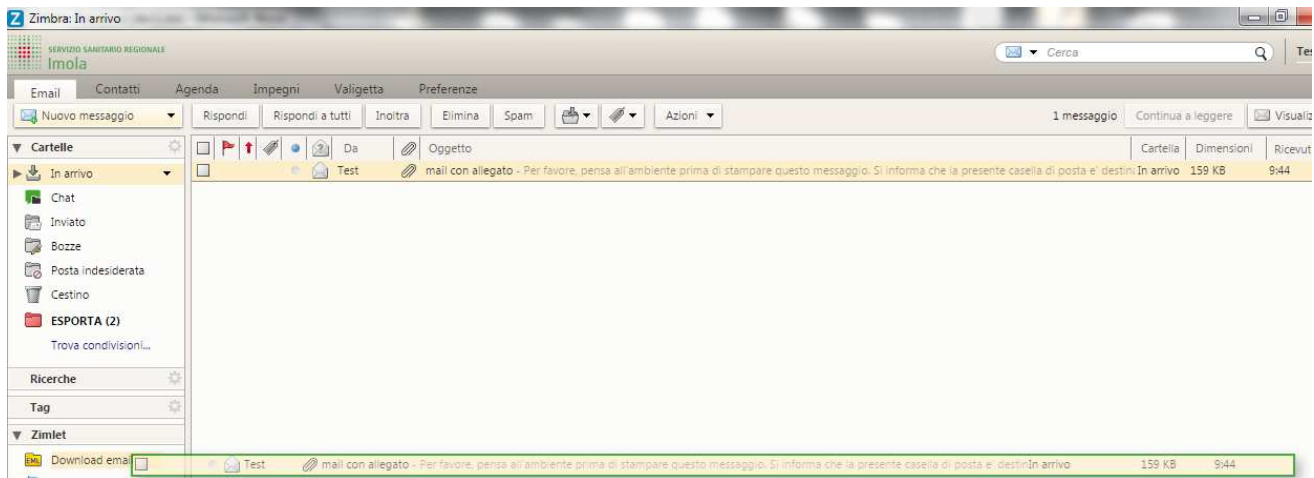 Zimbra: In arrivo
SERVIZIO SANITARIO REGIONALE
Imola
Cerca
Email Contatti Agenda Impegni Valigetta Preferenze
Nuovo messaggio Rispondi Rispondi a tutti Inoltra Elimina Spam Azioni 1 messaggio Continua a leggere
Cartelle Da Oggetto Cartella Dimensioni
In arrivo Test mail con allegato - Per favore, pensa all'ambiente prima di stampare questo messaggio. Si informa che la presente casella di posta e' In arrivo 159 KB 9:44
Chat
Inviato
Bozze
Posta indesiderata
Cestino
ESPORTA (2)
Trova condivisioni...
Ricerche
Tag
Zimlet
EML Download Test mail con allegato - Per favore, pensa all'ambiente prima di stampare questo messaggio. Si informa che la presente casella di posta e' In arrivo 159 KB 9:44